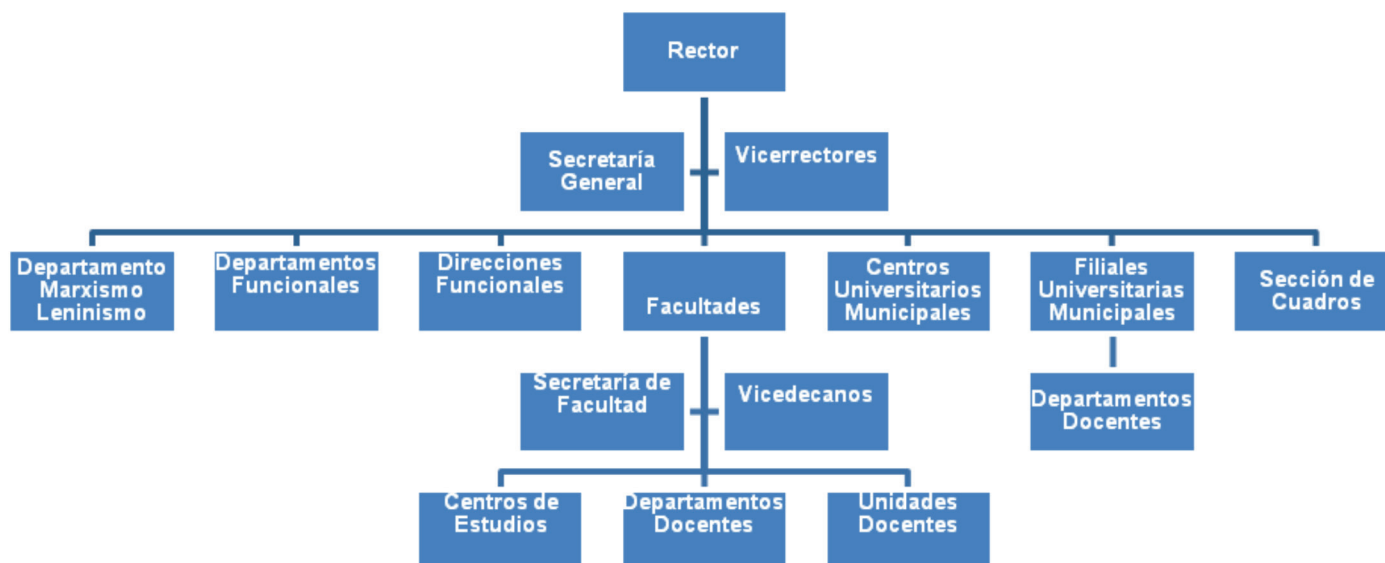 Rector
Secretaría
General
Vicerrectores
Departamento
Marxismo
Leninismo
Departamentos
Funcionales
Direcciones
Funcionales
Facultades
Centros
Universitarios
Municipales
Filiales
Universitarias
Municipales
Sección de
Cuadros
Secretaría de
Facultad
Vicedecanos
Departamentos
Docentes
Centros de
Estudios
Departamentos
Docentes
Unidades
Docentes